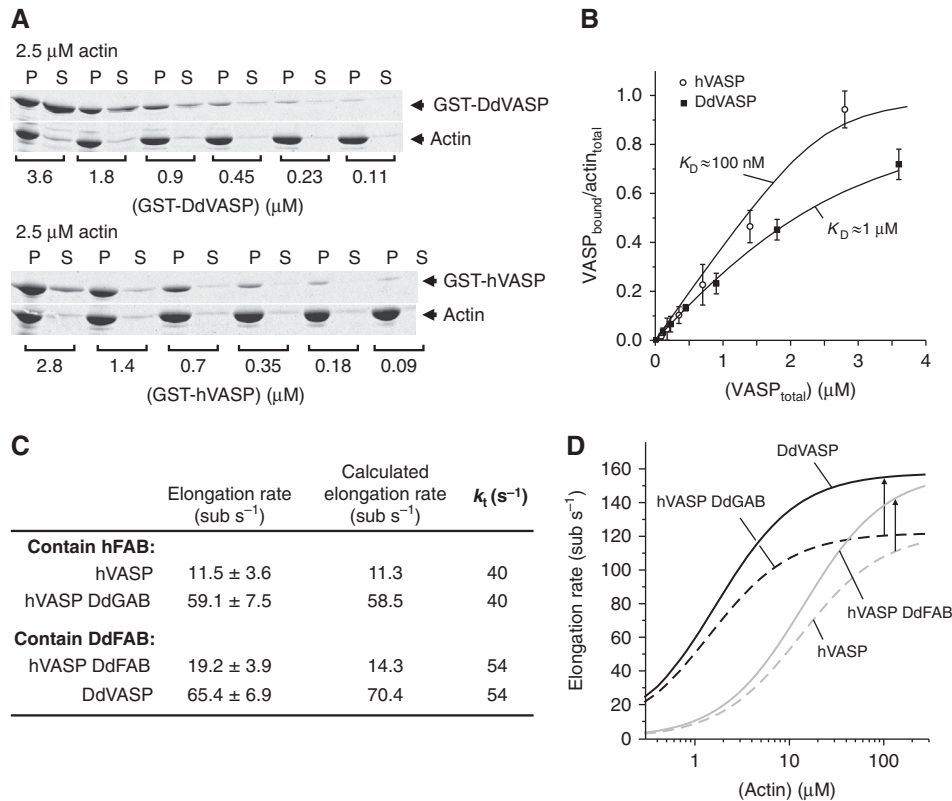 A
2.5 μM actin
P S P S P S P S P S P S
GST-DdVASP
Actin
3.6 1.8 0.9 0.45 0.23 0.11
(GST-DdVASP) (μM)
2.5 μM actin
P S P S P S P S P S P S
GST-hVASP
Actin
2.8 1.4 0.7 0.35 0.18 0.09
(GST-hVASP) (μM)
B
hVASP
DdVASP
1.0
0.8
0.6
0.4
0.2
0.0
VASPbound/actintotal
KD≈100 nM
KD≈1 μM
0 1 2 3 4
(VASPtotal) (μM)
C
Elongation rate (sub s⁻¹)
Calculated elongation rate (sub s⁻¹)
kt (s⁻¹)
Contain hFAB:
hVASP 11.5 ± 3.6 11.3 40
hVASP DdGAB 59.1 ± 7.5 58.5 40
Contain DdFAB:
hVASP DdFAB 19.2 ± 3.9 14.3 54
DdVASP 65.4 ± 6.9 70.4 54
D
DdVASP
hVASP DdGAB
hVASP DdFAB
hVASP
160
140
120
100
80
60
40
20
0
Elongation rate (sub s⁻¹)
1 10 100
(Actin) (μM)